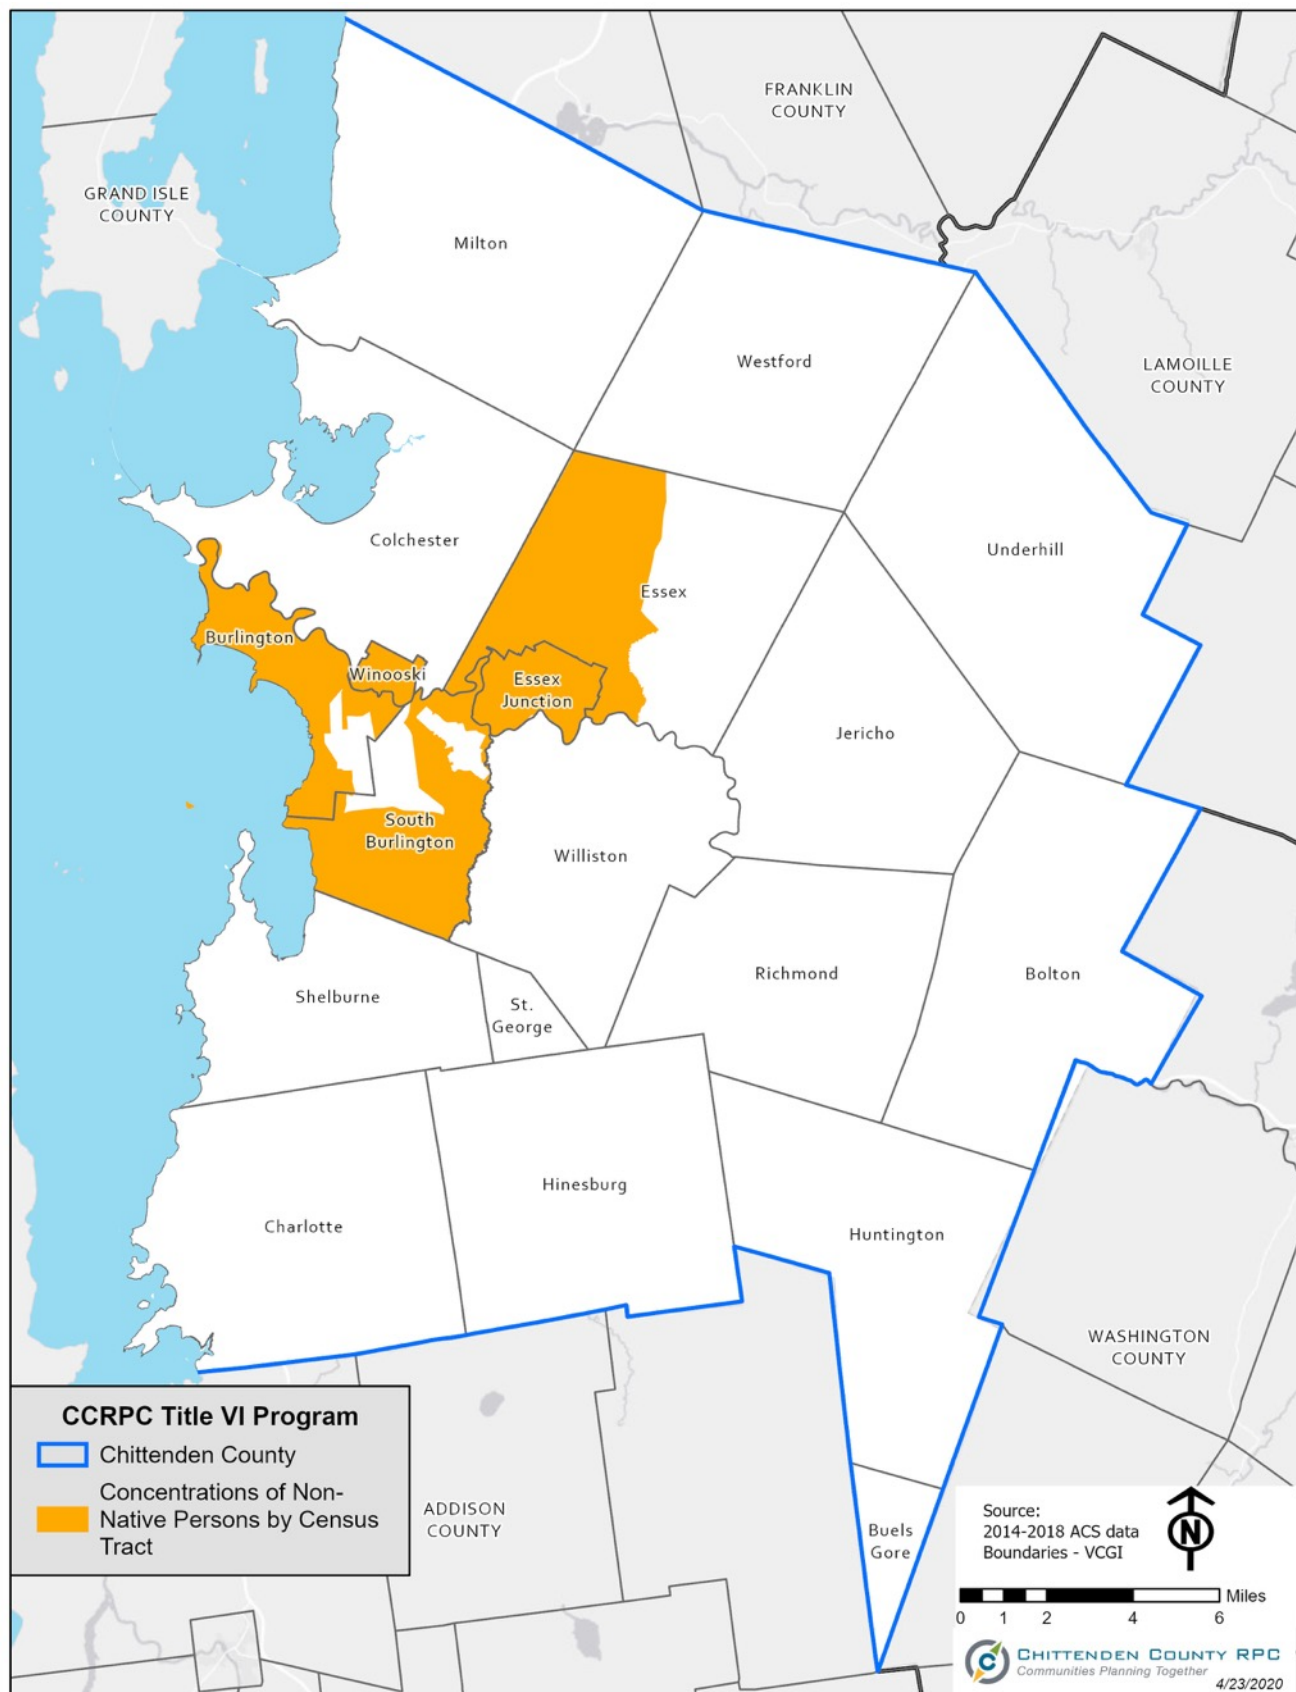 FRANKLIN
COUNTY
GRAND ISLE
COUNTY
Milton
Westford
LAMOILLE
COUNTY
Colchester
Underhill
Essex
Burlington
Winooski
Essex
Junction
Jericho
South
Burlington
Williston
Richmond
Bolton
Shelburne
St.
George
Hinesburg
Charlotte
Huntington
WASHINGTON
COUNTY
CCRPC Title VI Program
Chittenden County
Concentrations of Non-
Native Persons by Census
Tract
ADDISON
COUNTY
Buels
Gore
Source:
2014-2018 ACS data
Boundaries - VCGI
N
Miles
0 1 2 4 6
C
CHITTENDEN COUNTY RPC
Communities Planning Together
4/23/2020